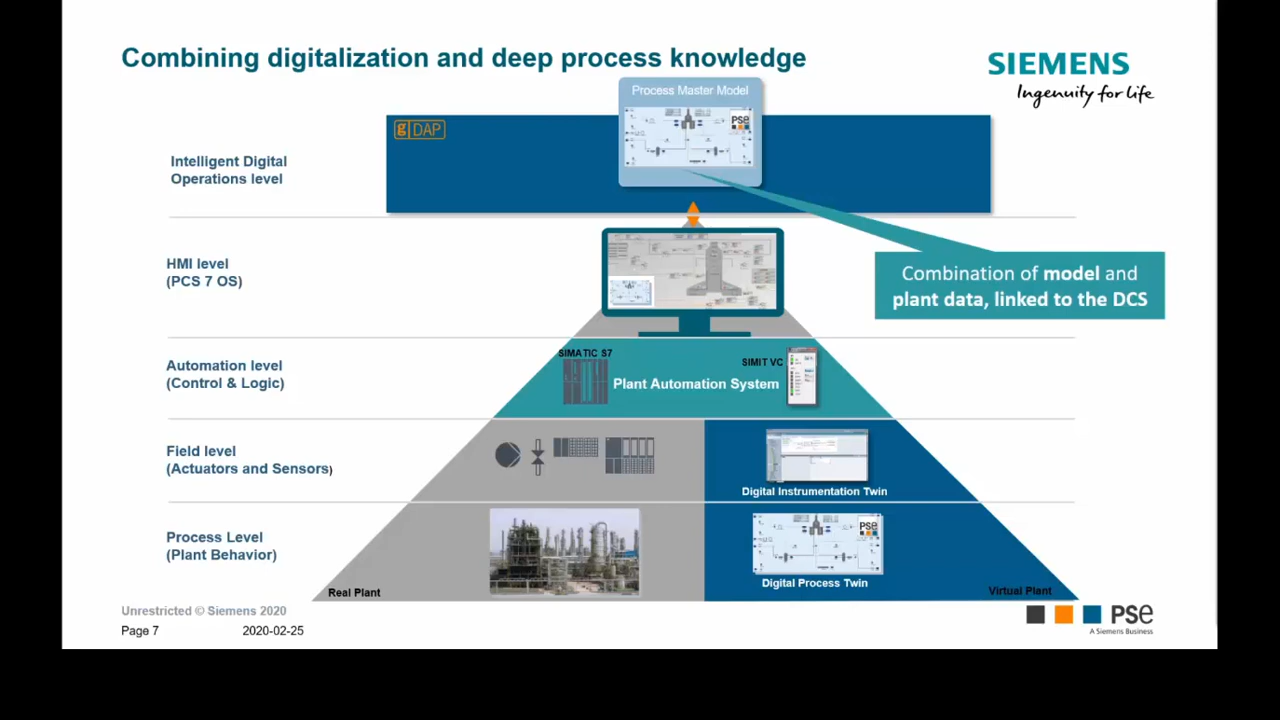 Combining digitalization and deep process knowledge
SIEMENS
Ingenuity for life
Process Master Model
PSE
g DAP
Intelligent Digital
Operations level
HMI level
(PCS 7 OS)
Combination of model and
plant data, linked to the DCS
Automation level
(Control & Logic)
SIMATIC S7
SIMIT VC
Plant Automation System
Field level
(Actuators and Sensors)
Digital Instrumentation Twin
Process Level
(Plant Behavior)
PSE
Digital Process Twin
Real Plant
Virtual Plant
Unrestricted © Siemens 2020
Page 7
2020-02-25
PSe
A Siemens Business